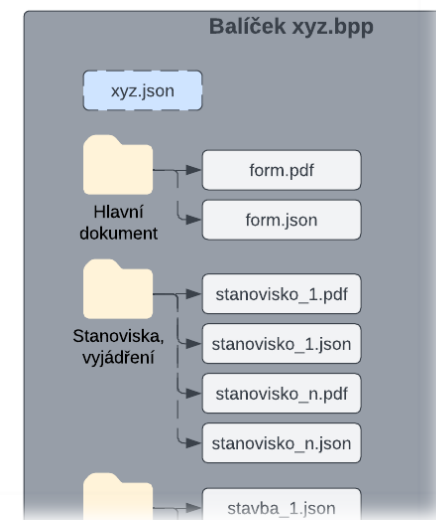 Balíček xyz.bpp
xyz.json
form.pdf
Hlavní
dokument
form.json
stanovisko_1.pdf
Stanoviska,
vyjádření
stanovisko_1.json
stanovisko_n.pdf
stanovisko_n.json
stavba_1.json